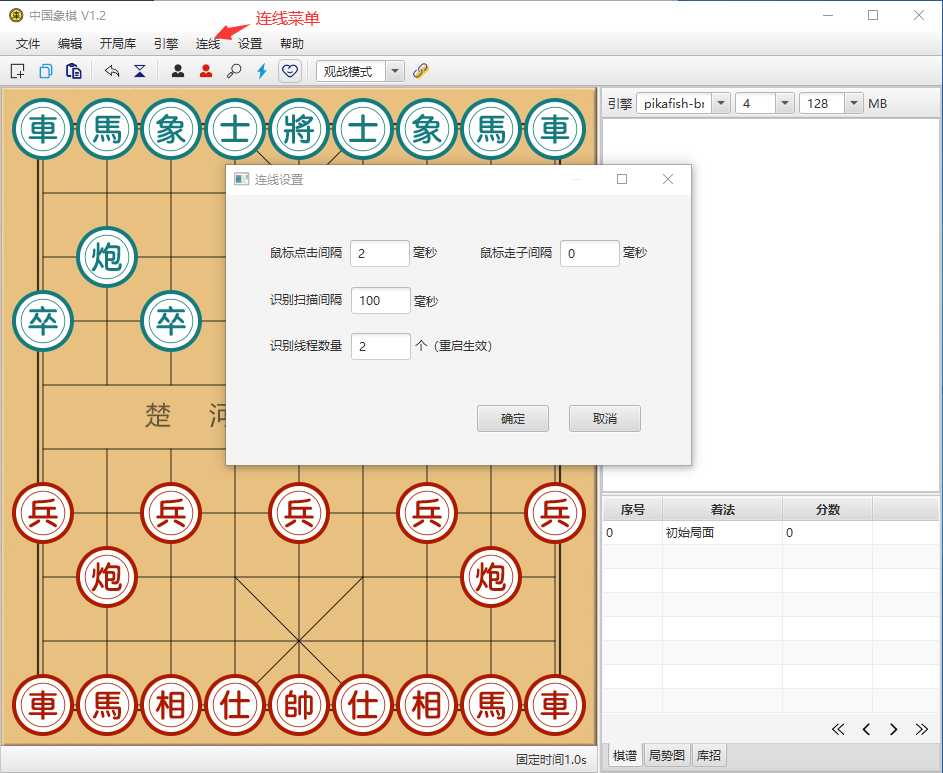 中国象棋 V1.2
连线菜单
文件 编辑 开局库 引擎 连线 设置 帮助
观战模式
車 馬 象 士 將 士 象 馬 車
引擎 pikafish-br 4 128 MB
连线设置
炮
鼠标点击间隔 2 毫秒 鼠标走子间隔 0 毫秒
卒 卒
识别扫描间隔 100 毫秒
识别线程数量 2 个（重启生效）
楚 河
确定 取消
兵 兵 兵 兵 兵
序号 着法 分数
0 初始局面 0
炮 炮
車 馬 相 仕 帥 仕 相 馬 車
固定时间1.0s
棋谱 局势图 库招